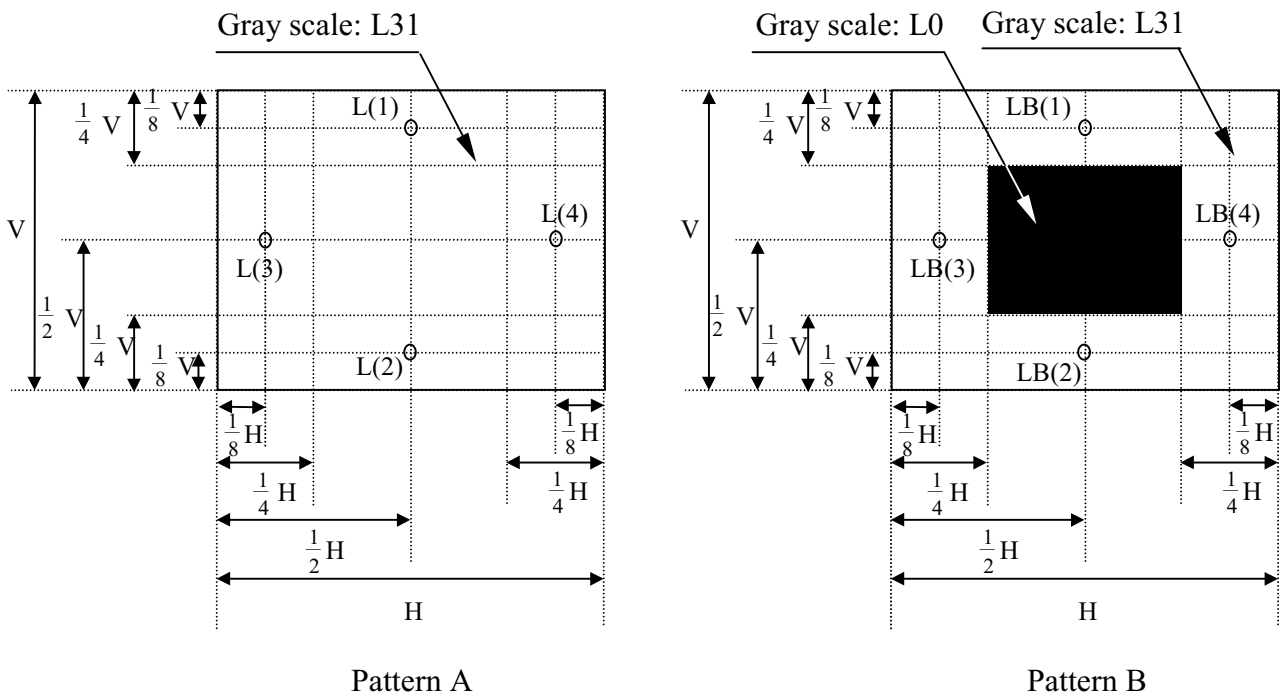 Gray scale: L31
1/4 V
1/8 V
L(1)
V
L(4)
L(3)
1/2 V
1/4 V
1/8 V
L(2)
1/8 H
1/8 H
1/4 H
1/4 H
1/2 H
H
Pattern A
Gray scale: L0
Gray scale: L31
1/4 V
1/8 V
LB(1)
V
LB(4)
LB(3)
1/2 V
1/4 V
1/8 V
LB(2)
1/8 H
1/8 H
1/4 H
1/4 H
1/2 H
H
Pattern B